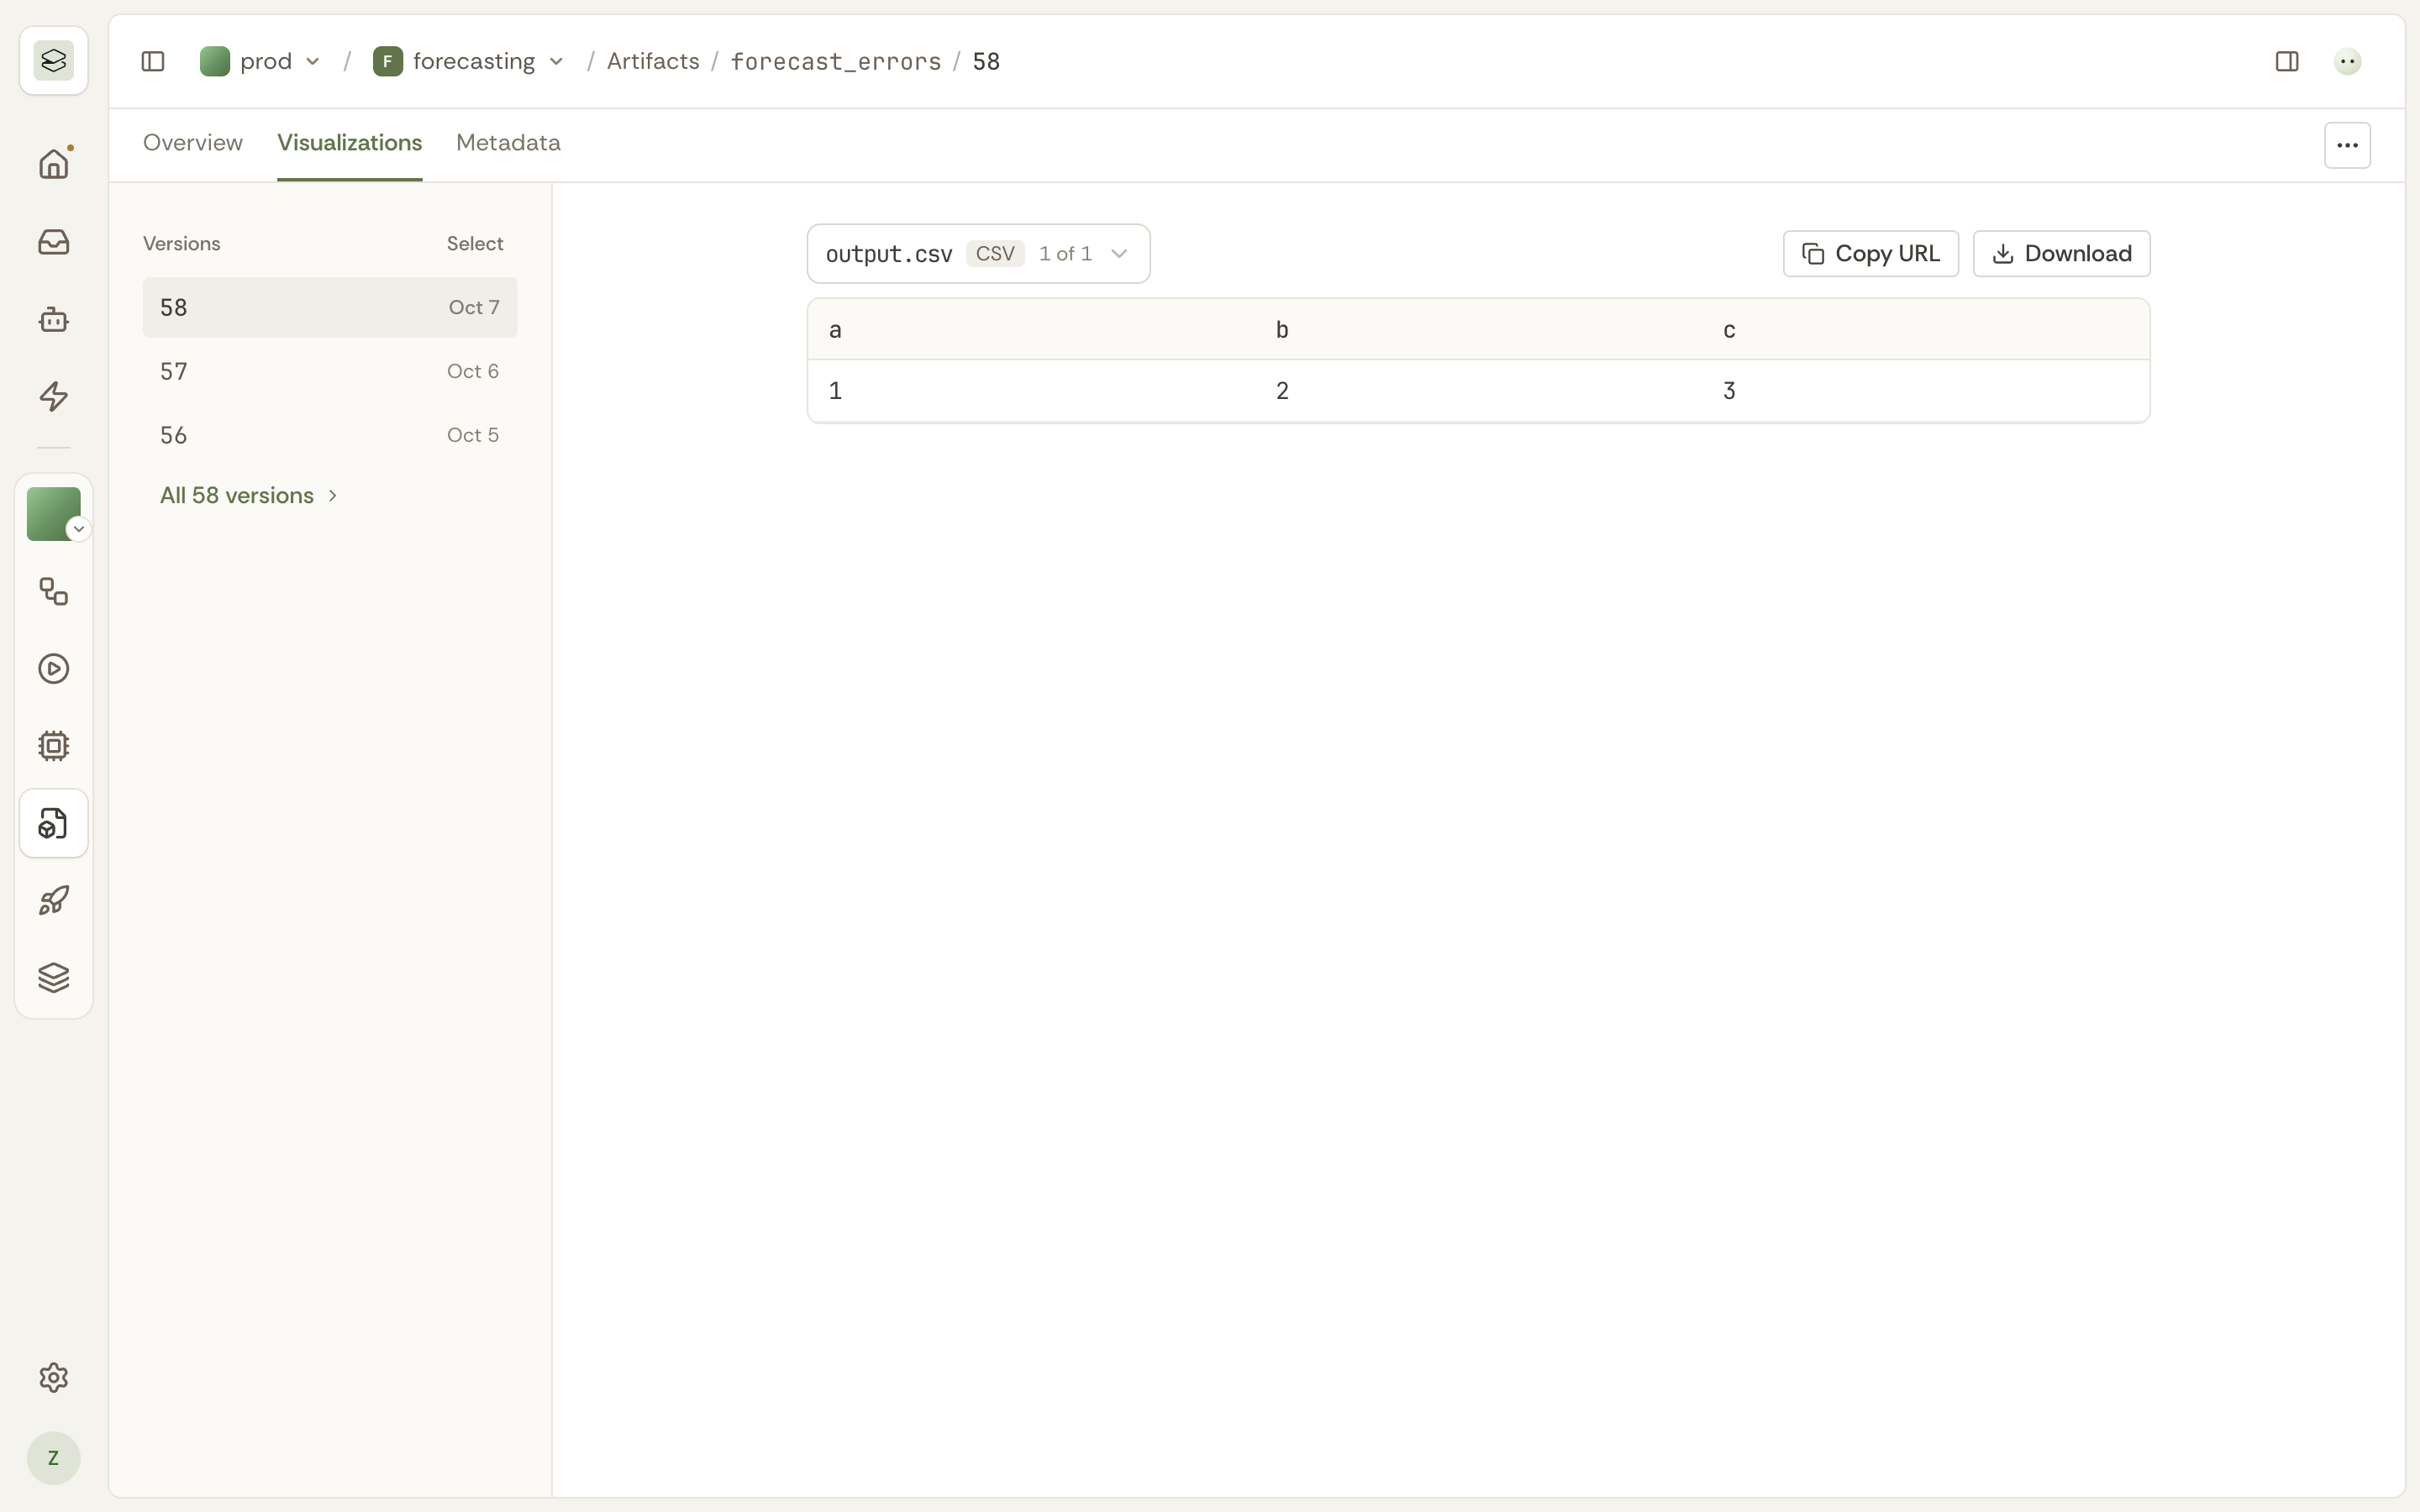 prod / F forecasting / Artifacts / forecast_errors / 58
Overview Visualizations Metadata
Versions Select
58 Oct 7
57 Oct 6
56 Oct 5
All 58 versions
output.csv CSV 1 of 1
Copy URL Download
a b c
1 2 3
Z